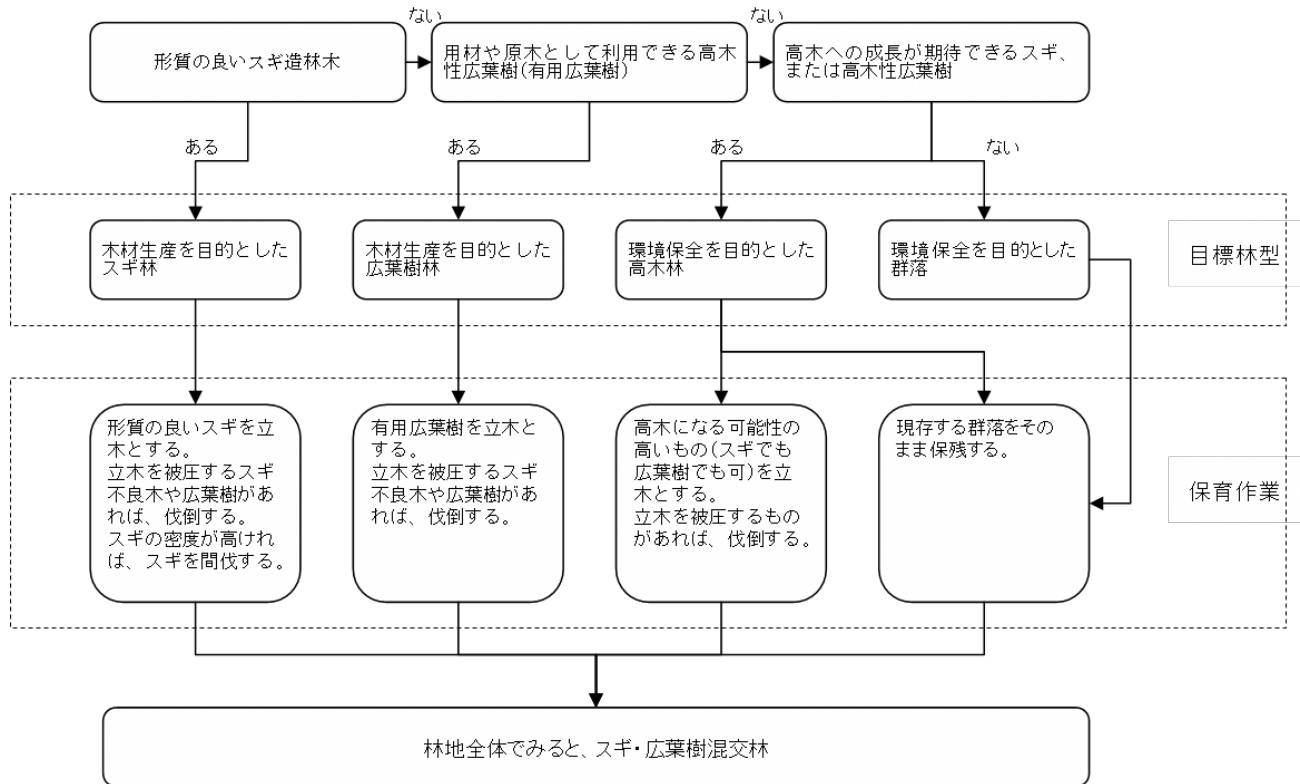 ない
ない
形質の良いスギ造林木
用材や原木として利用できる高木
性広葉樹(有用広葉樹)
高木への成長が期待できるスギ、
または高木性広葉樹
ある
ある
ある
ない
木材生産を目的とした
スギ林
木材生産を目的とした
広葉樹林
環境保全を目的とした
高木林
環境保全を目的とした
群落
目標林型
形質の良いスギを立
木とする。
立木を被圧するスギ
不良木や広葉樹があ
れば、伐倒する。
スギの密度が高けれ
ば、スギを間伐する。
有用広葉樹を立木と
する。
立木を被圧するスギ
不良木や広葉樹があ
れば、伐倒する。
高木になる可能性の
高いもの(スギでも
広葉樹でも可)を立
木とする。
立木を被圧するもの
があれば、伐倒する。
現存する群落をその
まま保残する。
保育作業
林地全体でみると、スギ・広葉樹混交林